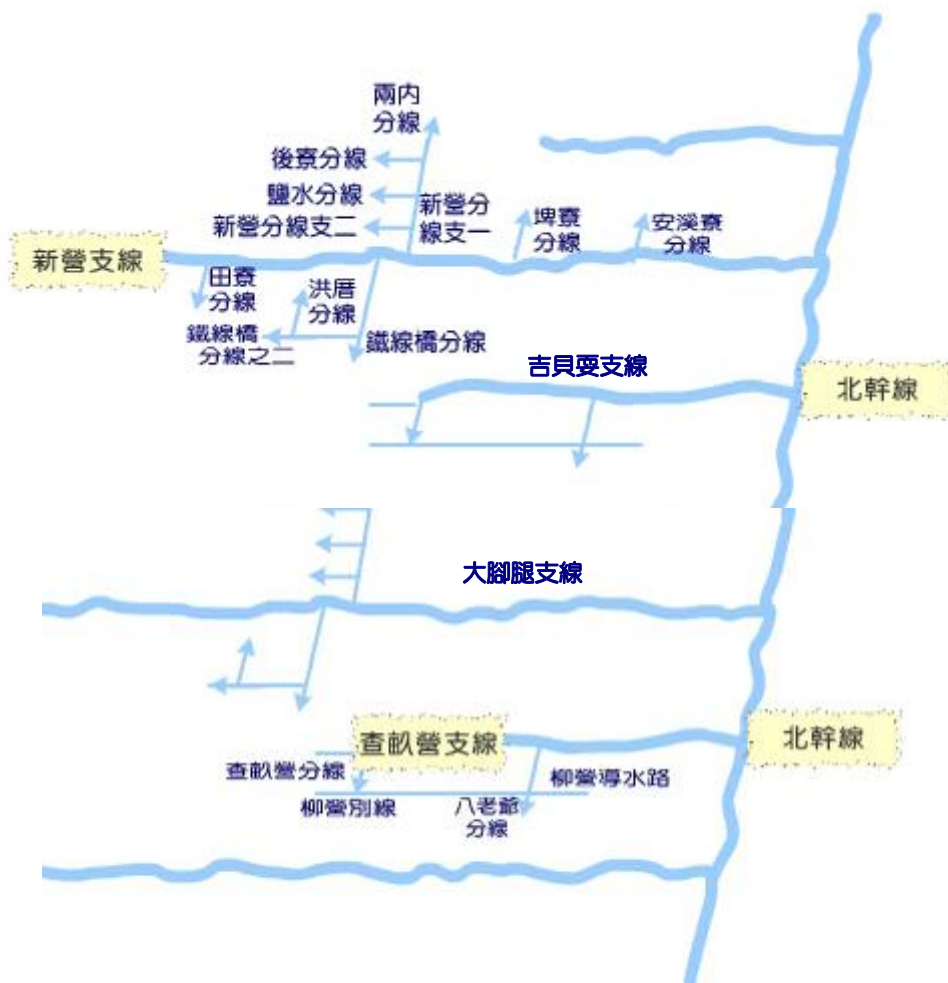 兩內
分線
後寮分線
鹽水分線
新營分線支二
新營分
線支一
埤寮
分線
安溪寮
分線
新營支線
田寮
分線
洪厝
分線
鐵線橋
分線之二
鐵線橋分線
吉貝耍支線
北幹線
大腳腿支線
查畝營支線
北幹線
查畝營分線
柳營導水路
柳營別線
八老爺
分線